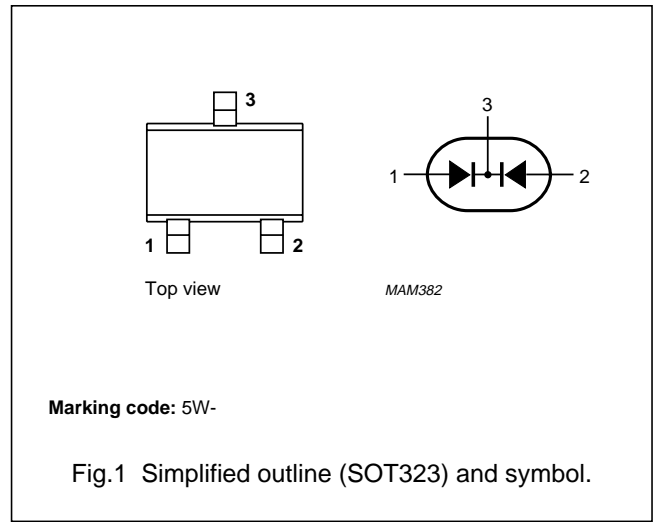 3
1
2
Top view
3
1
2
MAM382
Marking code: 5W-
Fig.1 Simplified outline (SOT323) and symbol.